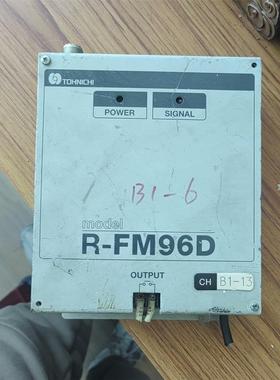 TOHNICHI
POWER SIGNAL
B1-6
model
R-FM96D
OUTPUT
CH B1-13